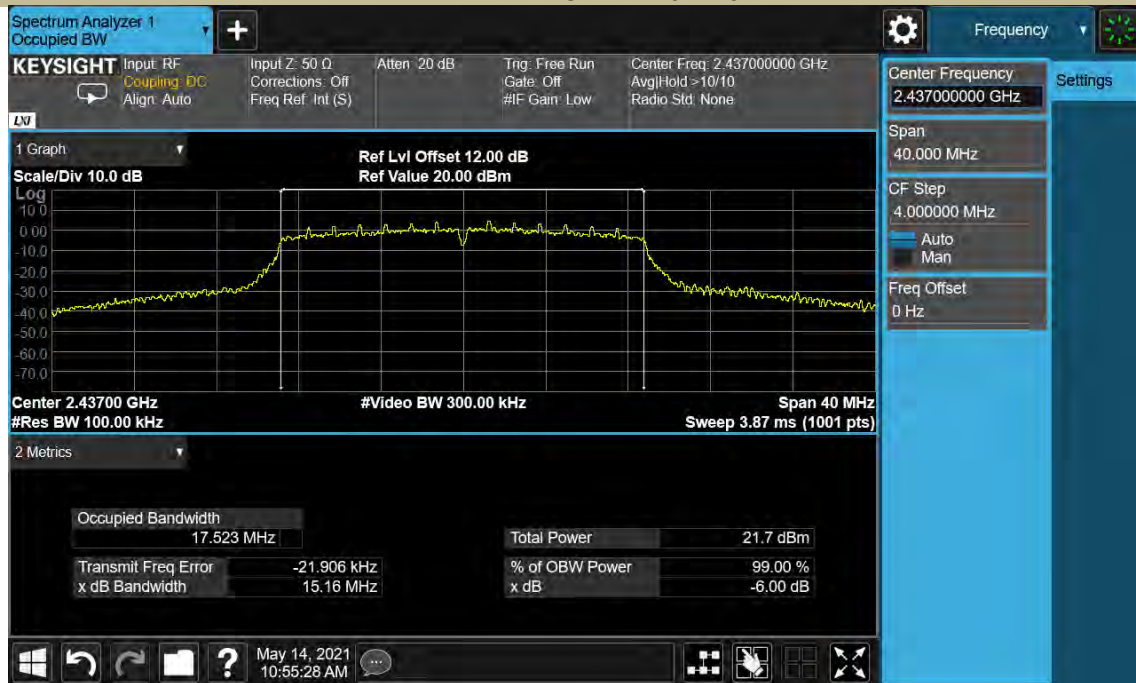 Spectrum Analyzer 1
Occupied BW
+
Frequency
KEYSIGHT
Input: RF
Coupling: DC
Align: Auto
Input Z: 50 Ω
Corrections: Off
Freq Ref: Int (S)
Atten: 20 dB
Trig: Free Run
Gate: Off
#IF Gain: Low
Center Freq: 2.437000000 GHz
Avg|Hold >10/10
Radio Std: None
LXI
Center Frequency
2.437000000 GHz
Settings
Span
40.000 MHz
CF Step
4.000000 MHz
Auto
Man
Freq Offset
0 Hz
1 Graph
Scale/Div 10.0 dB
Ref Lvl Offset 12.00 dB
Ref Value 20.00 dBm
Log
10.0
0.00
-10.0
-20.0
-30.0
-40.0
-50.0
-60.0
-70.0
Center 2.43700 GHz
#Res BW 100.00 kHz
#Video BW 300.00 kHz
Span 40 MHz
Sweep 3.87 ms (1001 pts)
2 Metrics
Occupied Bandwidth
17.523 MHz
Total Power 21.7 dBm
Transmit Freq Error -21.906 kHz
% of OBW Power 99.00 %
x dB Bandwidth 15.16 MHz
x dB -6.00 dB
?
May 14, 2021
10:55:28 AM